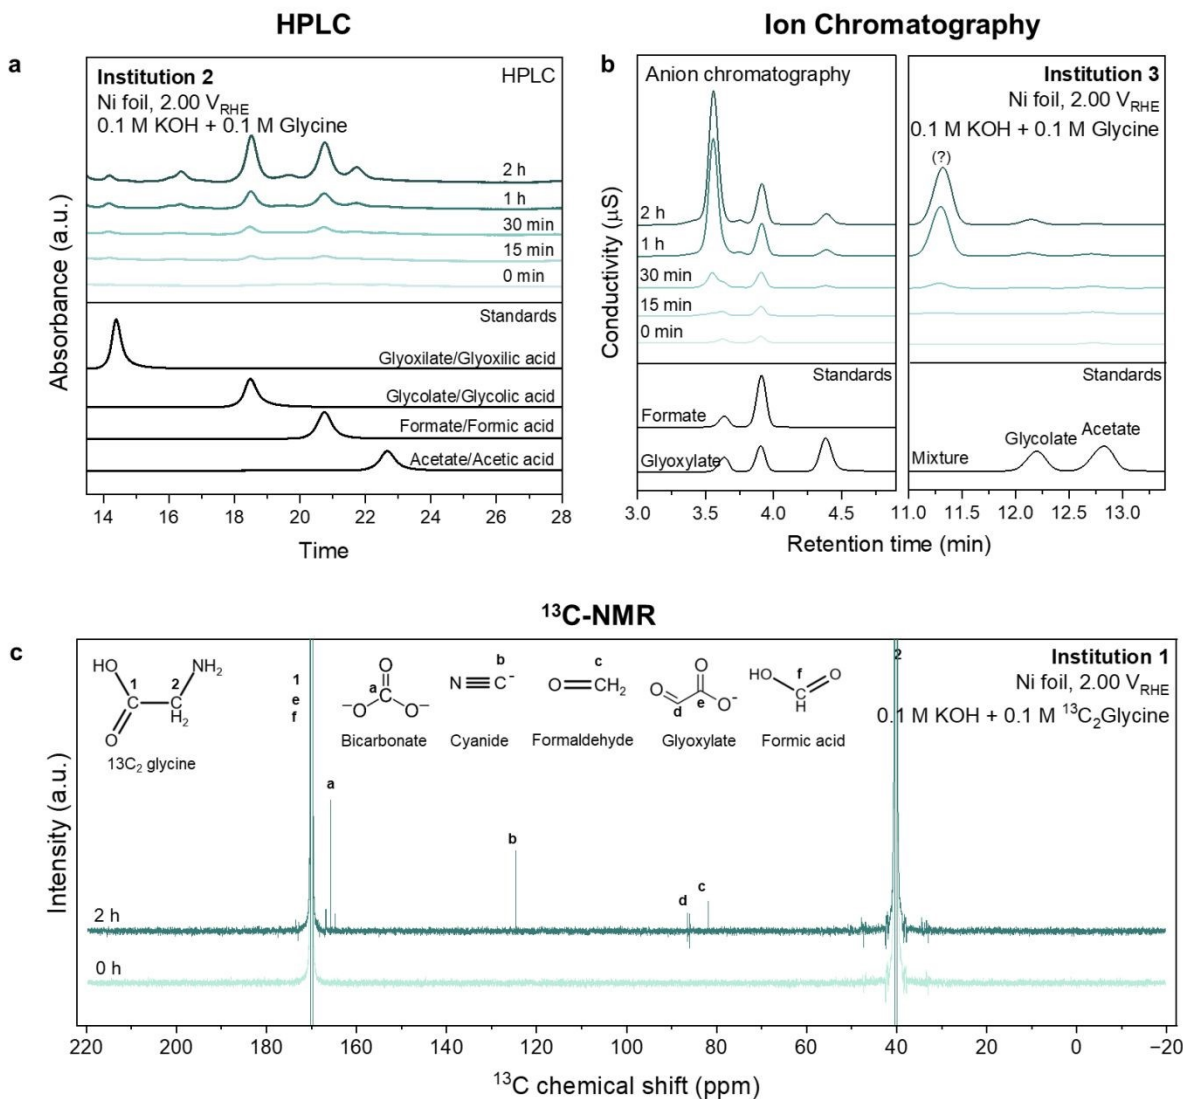 HPLC
Ion Chromatography
a
Institution 2
HPLC
Ni foil, 2.00 V_RHE
0.1 M KOH + 0.1 M Glycine
2 h
1 h
30 min
15 min
0 min
Standards
Glyoxilate/Glyoxilic acid
Glycolate/Glycolic acid
Formate/Formic acid
Acetate/Acetic acid
Absorbance (a.u.)
14 16 18 20 22 24 26 28
Time
b
Anion chromatography
Institution 3
Ni foil, 2.00 V_RHE
0.1 M KOH + 0.1 M Glycine
(?)
2 h
1 h
30 min
15 min
0 min
Standards
Standards
Formate
Glyoxylate
Glycolate
Acetate
Mixture
Conductivity (µS)
3.0 3.5 4.0 4.5 11.0 11.5 12.0 12.5 13.0
Retention time (min)
¹³C-NMR
c
Institution 1
Ni foil, 2.00 V_RHE
0.1 M KOH + 0.1 M ¹³C₂Glycine
HO NH₂
1 2
C C
H₂
O
13C₂ glycine
1
e
f
O
a
C
⁻O O⁻
Bicarbonate
b
N C⁻
Cyanide
c
O CH₂
Formaldehyde
O
O e
d O⁻
Glyoxylate
HO f O
C
H
Formic acid
2
a
b
d
c
2 h
0 h
Intensity (a.u.)
220 200 180 160 140 120 100 80 60 40 20 0 −20
¹³C chemical shift (ppm)